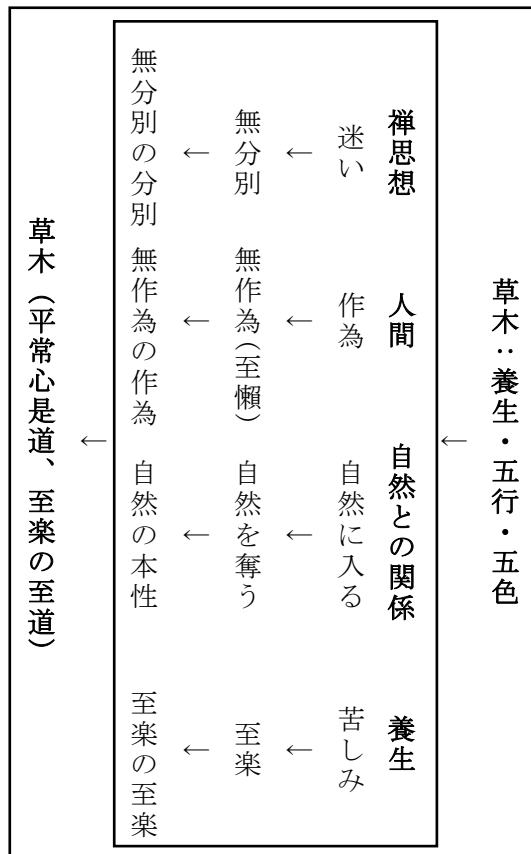 草木：養生・五行・五色
←
禅思想 人間 自然との関係 養生
迷い 作為 自然に入る 苦しみ
← ← ← ←
無分別 無作為（至懶） 自然を奪う 至楽
← ← ← ←
無分別の分別 無作為の作為 自然の本性 至楽の至楽
←
草木（平常心是道、至楽の至道）